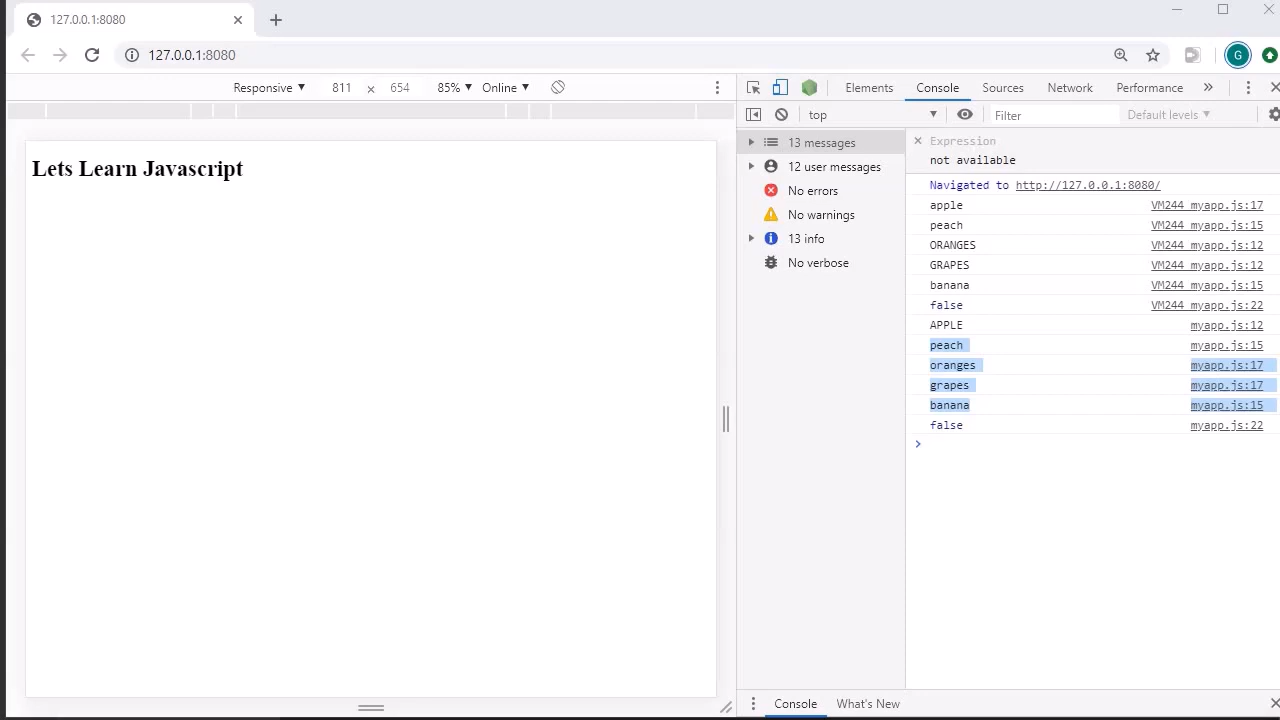 127.0.0.1:8080
127.0.0.1:8080
G
Responsive 811 x 654 85% Online
Elements Console Sources Network Performance
top Filter Default levels
13 messages
12 user messages
No errors
No warnings
13 info
No verbose
Expression
not available
Navigated to http://127.0.0.1:8080/
apple VM244 myapp.js:17
peach VM244 myapp.js:15
ORANGES VM244 myapp.js:12
GRAPES VM244 myapp.js:12
banana VM244 myapp.js:15
false VM244 myapp.js:22
APPLE myapp.js:12
peach myapp.js:15
oranges myapp.js:17
grapes myapp.js:17
banana myapp.js:15
false myapp.js:22
Lets Learn Javascript
Console What's New